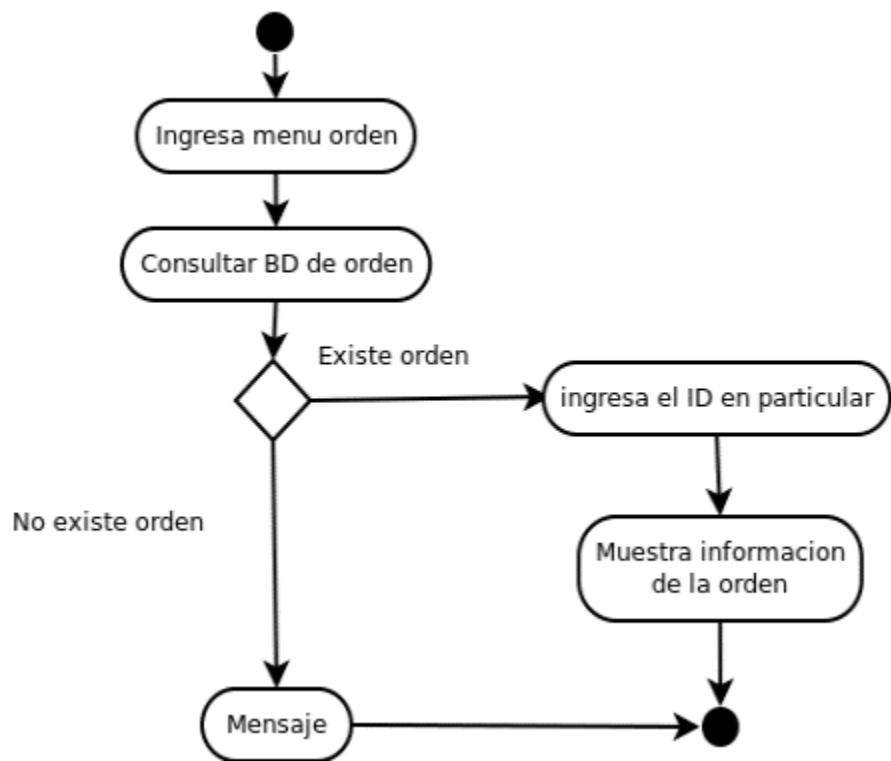 Ingresa menu orden
Consultar BD de orden
Existe orden
ingresa el ID en particular
No existe orden
Muestra informacion
de la orden
Mensaje